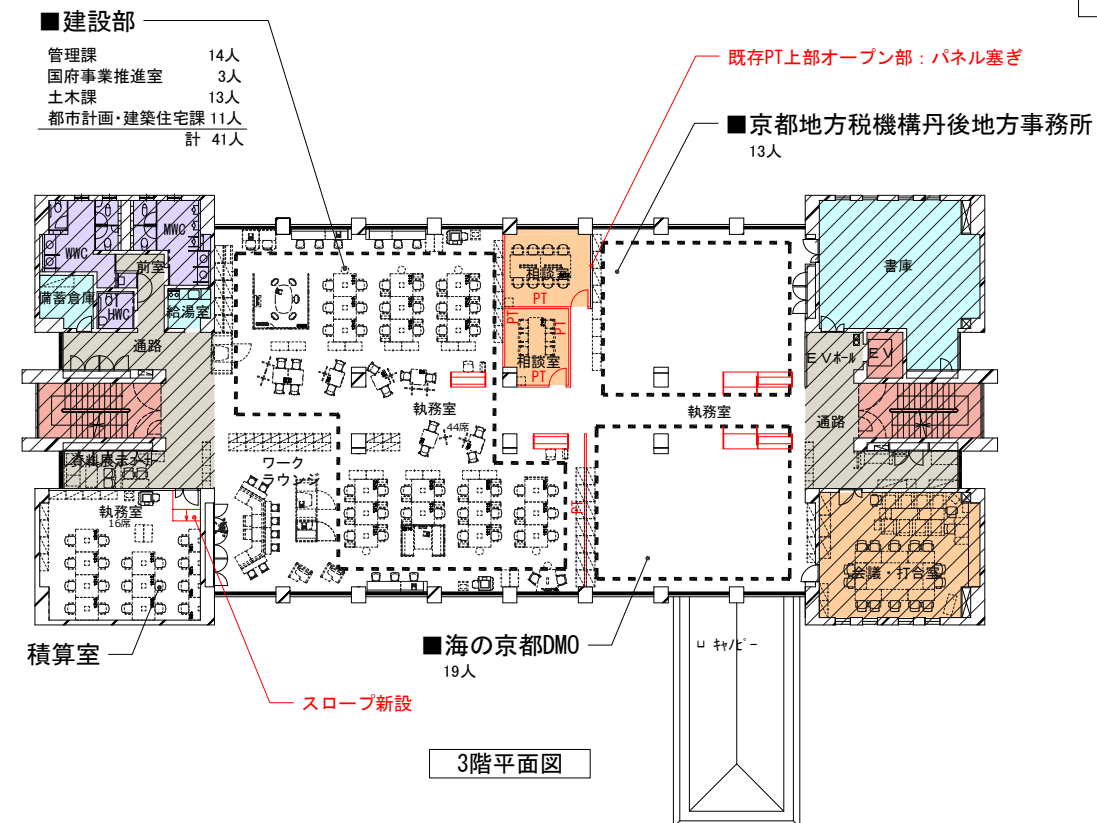 ■建設部
管理課 14人
国府事業推進室 3人
土木課 13人
都市計画・建築住宅課 11人
計 41人
既存PT上部オープン部：パネル塞ぎ
■京都地方税機構丹後地方事務所
13人
WWC
MWC
前室
備蓄倉庫
HWC
給湯室
通路
相談室
PT
PT
PT
相談室
PT
書庫
EVホール
EV
通路
執務室
44席
執務室
ワーク
ラウンジ
PT
執務室
16席
会議・打合室
積算室
■海の京都DMO
19人
キャノピー
スロープ新設
3階平面図